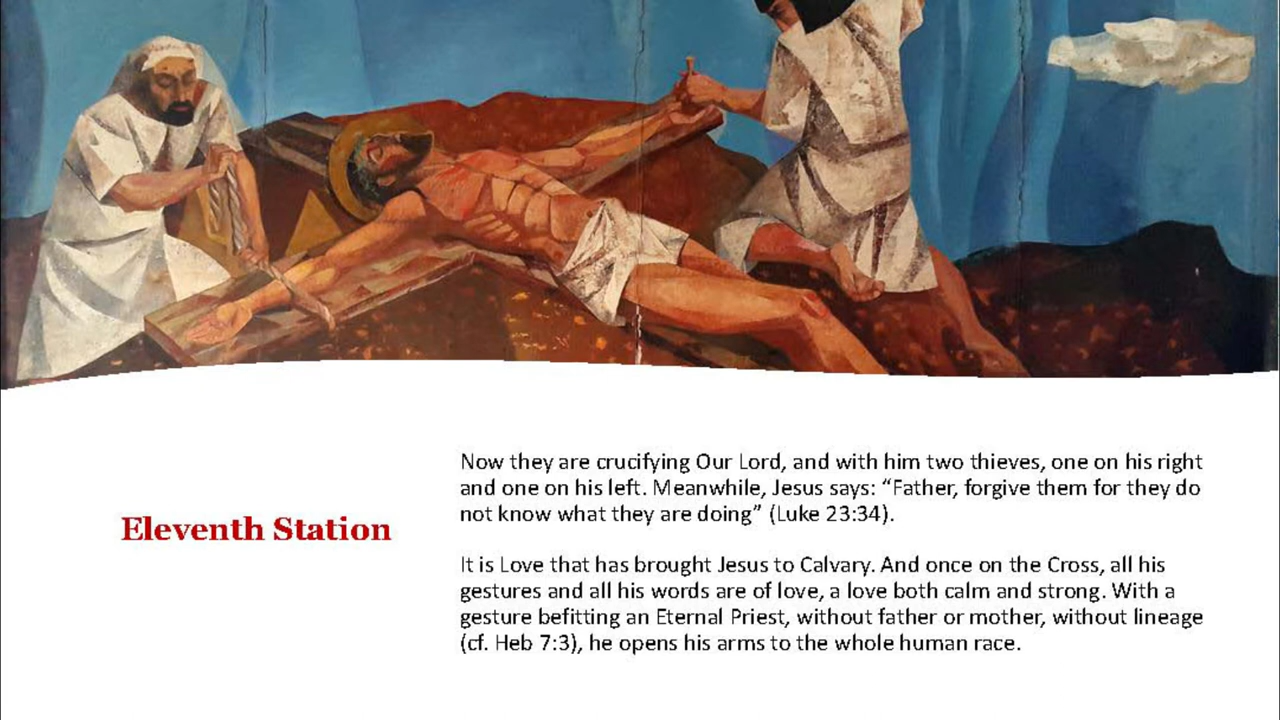 Eleventh Station
Now they are crucifying Our Lord, and with him two thieves, one on his right
and one on his left. Meanwhile, Jesus says: “Father, forgive them for they do
not know what they are doing” (Luke 23:34).
It is Love that has brought Jesus to Calvary. And once on the Cross, all his
gestures and all his words are of love, a love both calm and strong. With a
gesture befitting an Eternal Priest, without father or mother, without lineage
(cf. Heb 7:3), he opens his arms to the whole human race.